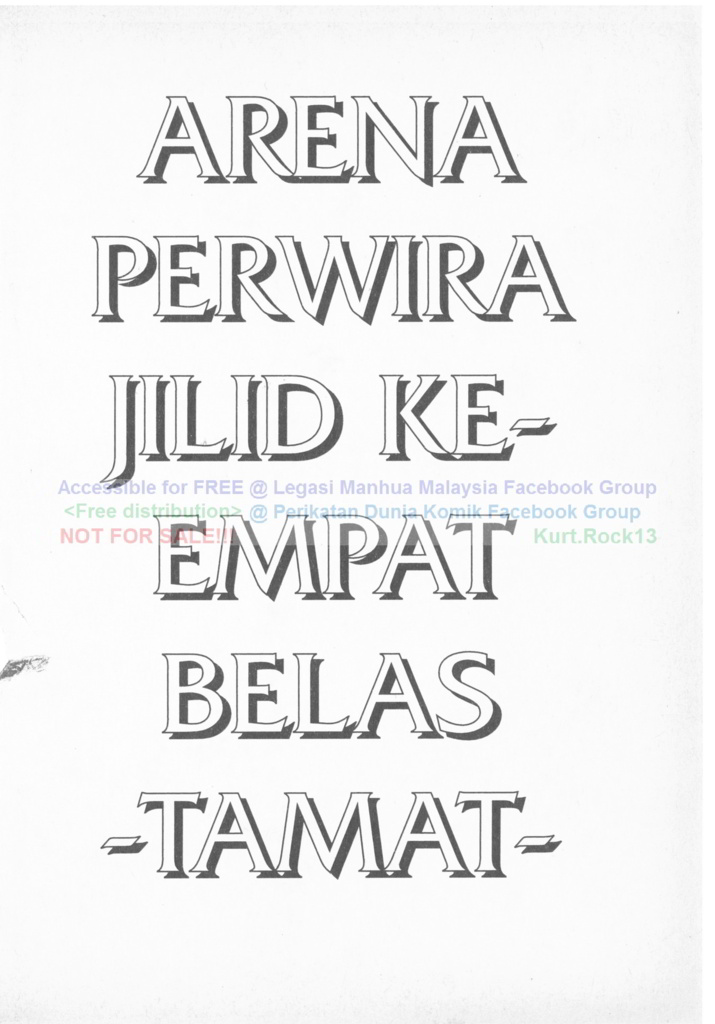 ARENA
PERWIRA
JILID KE-
Accessible for FREE @ Legasi Manhua Malaysia Facebook Group
<Free distribution> @ Perikatan Dunia Komik Facebook Group
NOT FOR SALE!!! Kurt.Rock13
EMPAT
BELAS
-TAMAT-